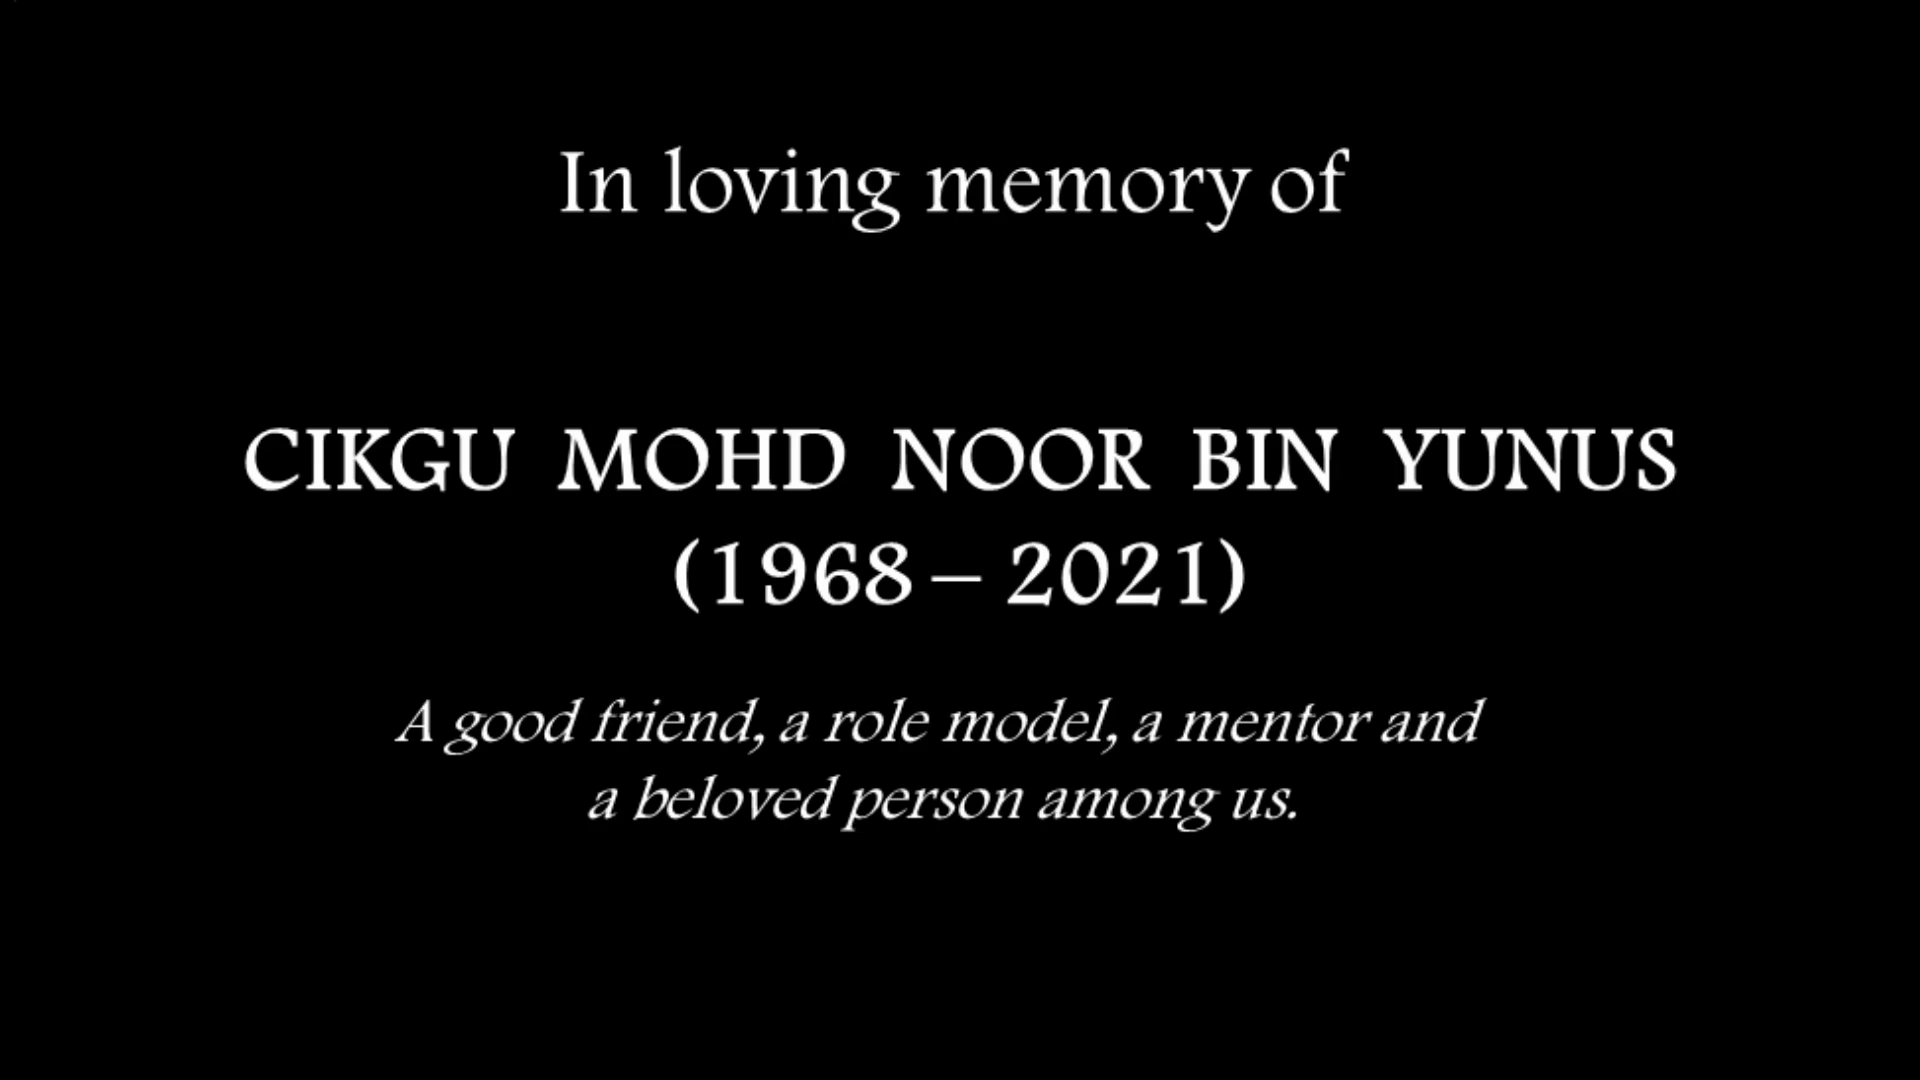 In loving memory of
CIKGU MOHD NOOR BIN YUNUS
(1968 – 2021)
A good friend, a role model, a mentor and
a beloved person among us.